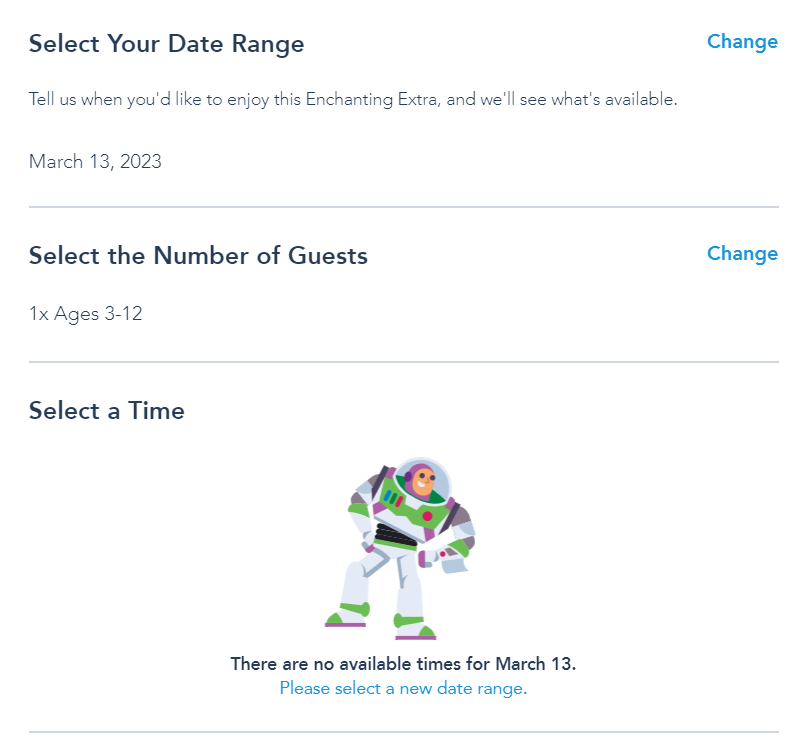 Select Your Date Range
Change
Tell us when you'd like to enjoy this Enchanting Extra, and we'll see what's available.
March 13, 2023
Select the Number of Guests
Change
1x Ages 3-12
Select a Time
There are no available times for March 13.
Please select a new date range.